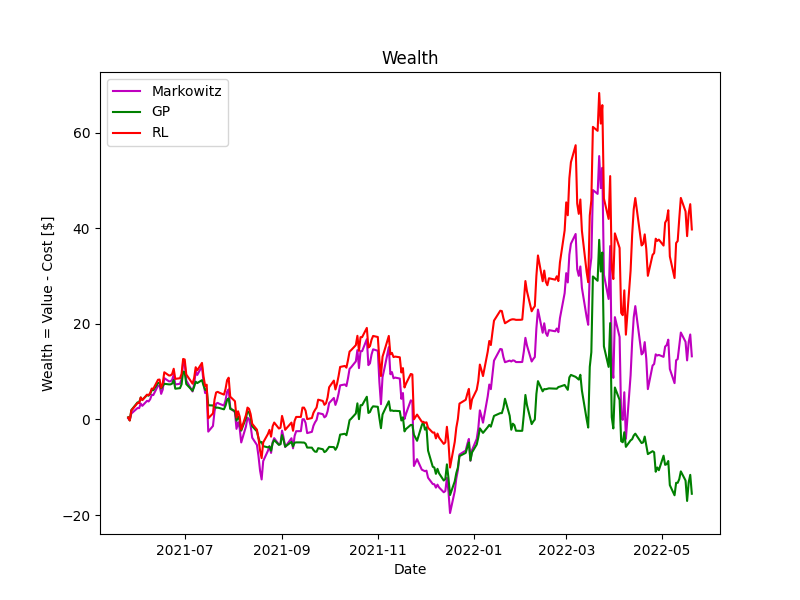 Wealth
Markowitz
GP
RL
60
40
20
0
−20
Wealth = Value - Cost [$]
2021-07
2021-09
2021-11
2022-01
2022-03
2022-05
Date